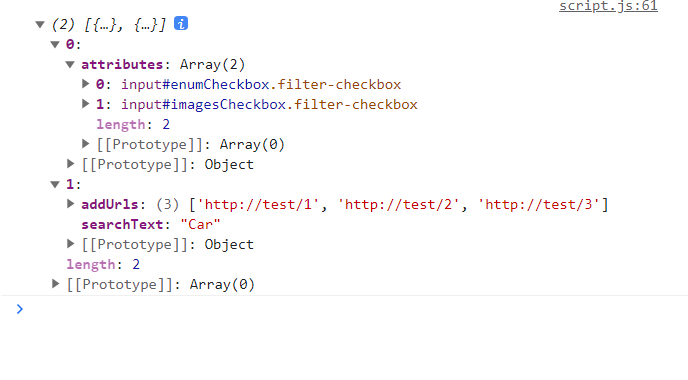 script.js:61
▼ (2) [{…}, {…}] i
▼ 0:
▼ attributes: Array(2)
▶ 0: input#enumCheckbox.filter-checkbox
▶ 1: input#imagesCheckbox.filter-checkbox
length: 2
▶ [[Prototype]]: Array(0)
▶ [[Prototype]]: Object
▼ 1:
▶ addUrls: (3) ['http://test/1', 'http://test/2', 'http://test/3']
searchText: "Car"
▶ [[Prototype]]: Object
length: 2
▶ [[Prototype]]: Array(0)
>